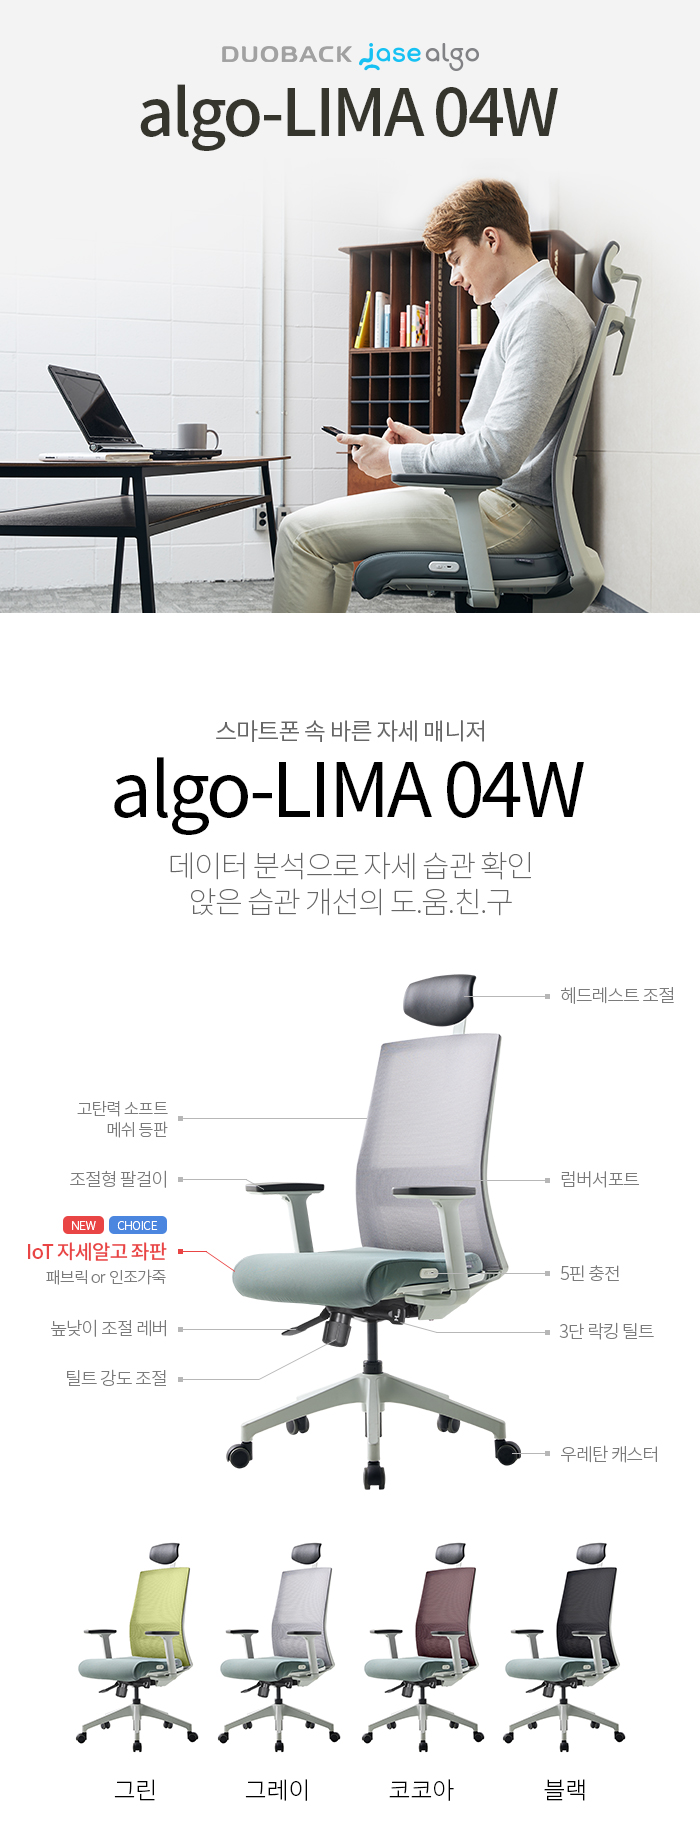 DUOBACK jase algo
algo-LIMA 04W
스마트폰 속 바른 자세 매니저
algo-LIMA 04W
데이터 분석으로 자세 습관 확인
앉은 습관 개선의 도.움.친.구
헤드레스트 조절
고탄력 소프트
메쉬 등판
조절형 팔걸이
럼버서포트
NEW CHOICE
IoT 자세알고 좌판
패브릭 or 인조가죽
5핀 충전
높낮이 조절 레버
3단 락킹 틸트
틸트 강도 조절
우레탄 캐스터
그린
그레이
코코아
블랙